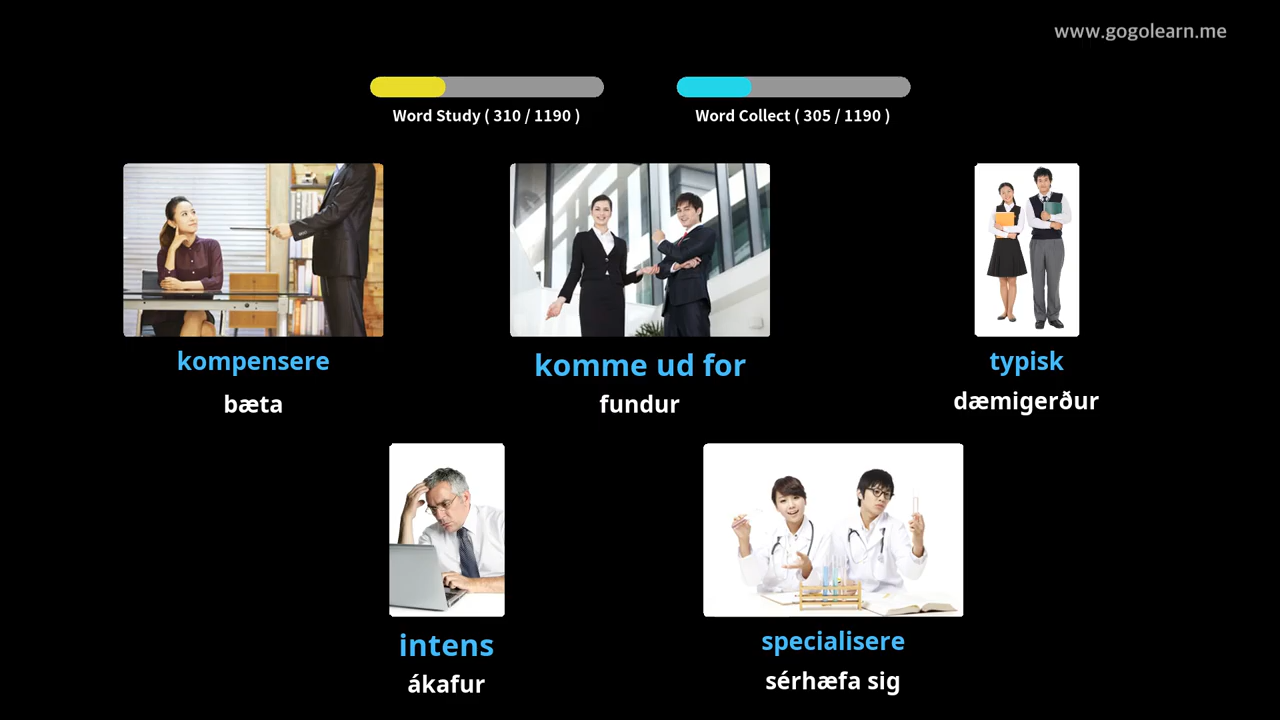 www.gogolearn.me
Word Study ( 310 / 1190 )
Word Collect ( 305 / 1190 )
kompensere
bæta
komme ud for
fundur
typisk
dæmigerður
intens
ákafur
specialisere
sérhæfa sig